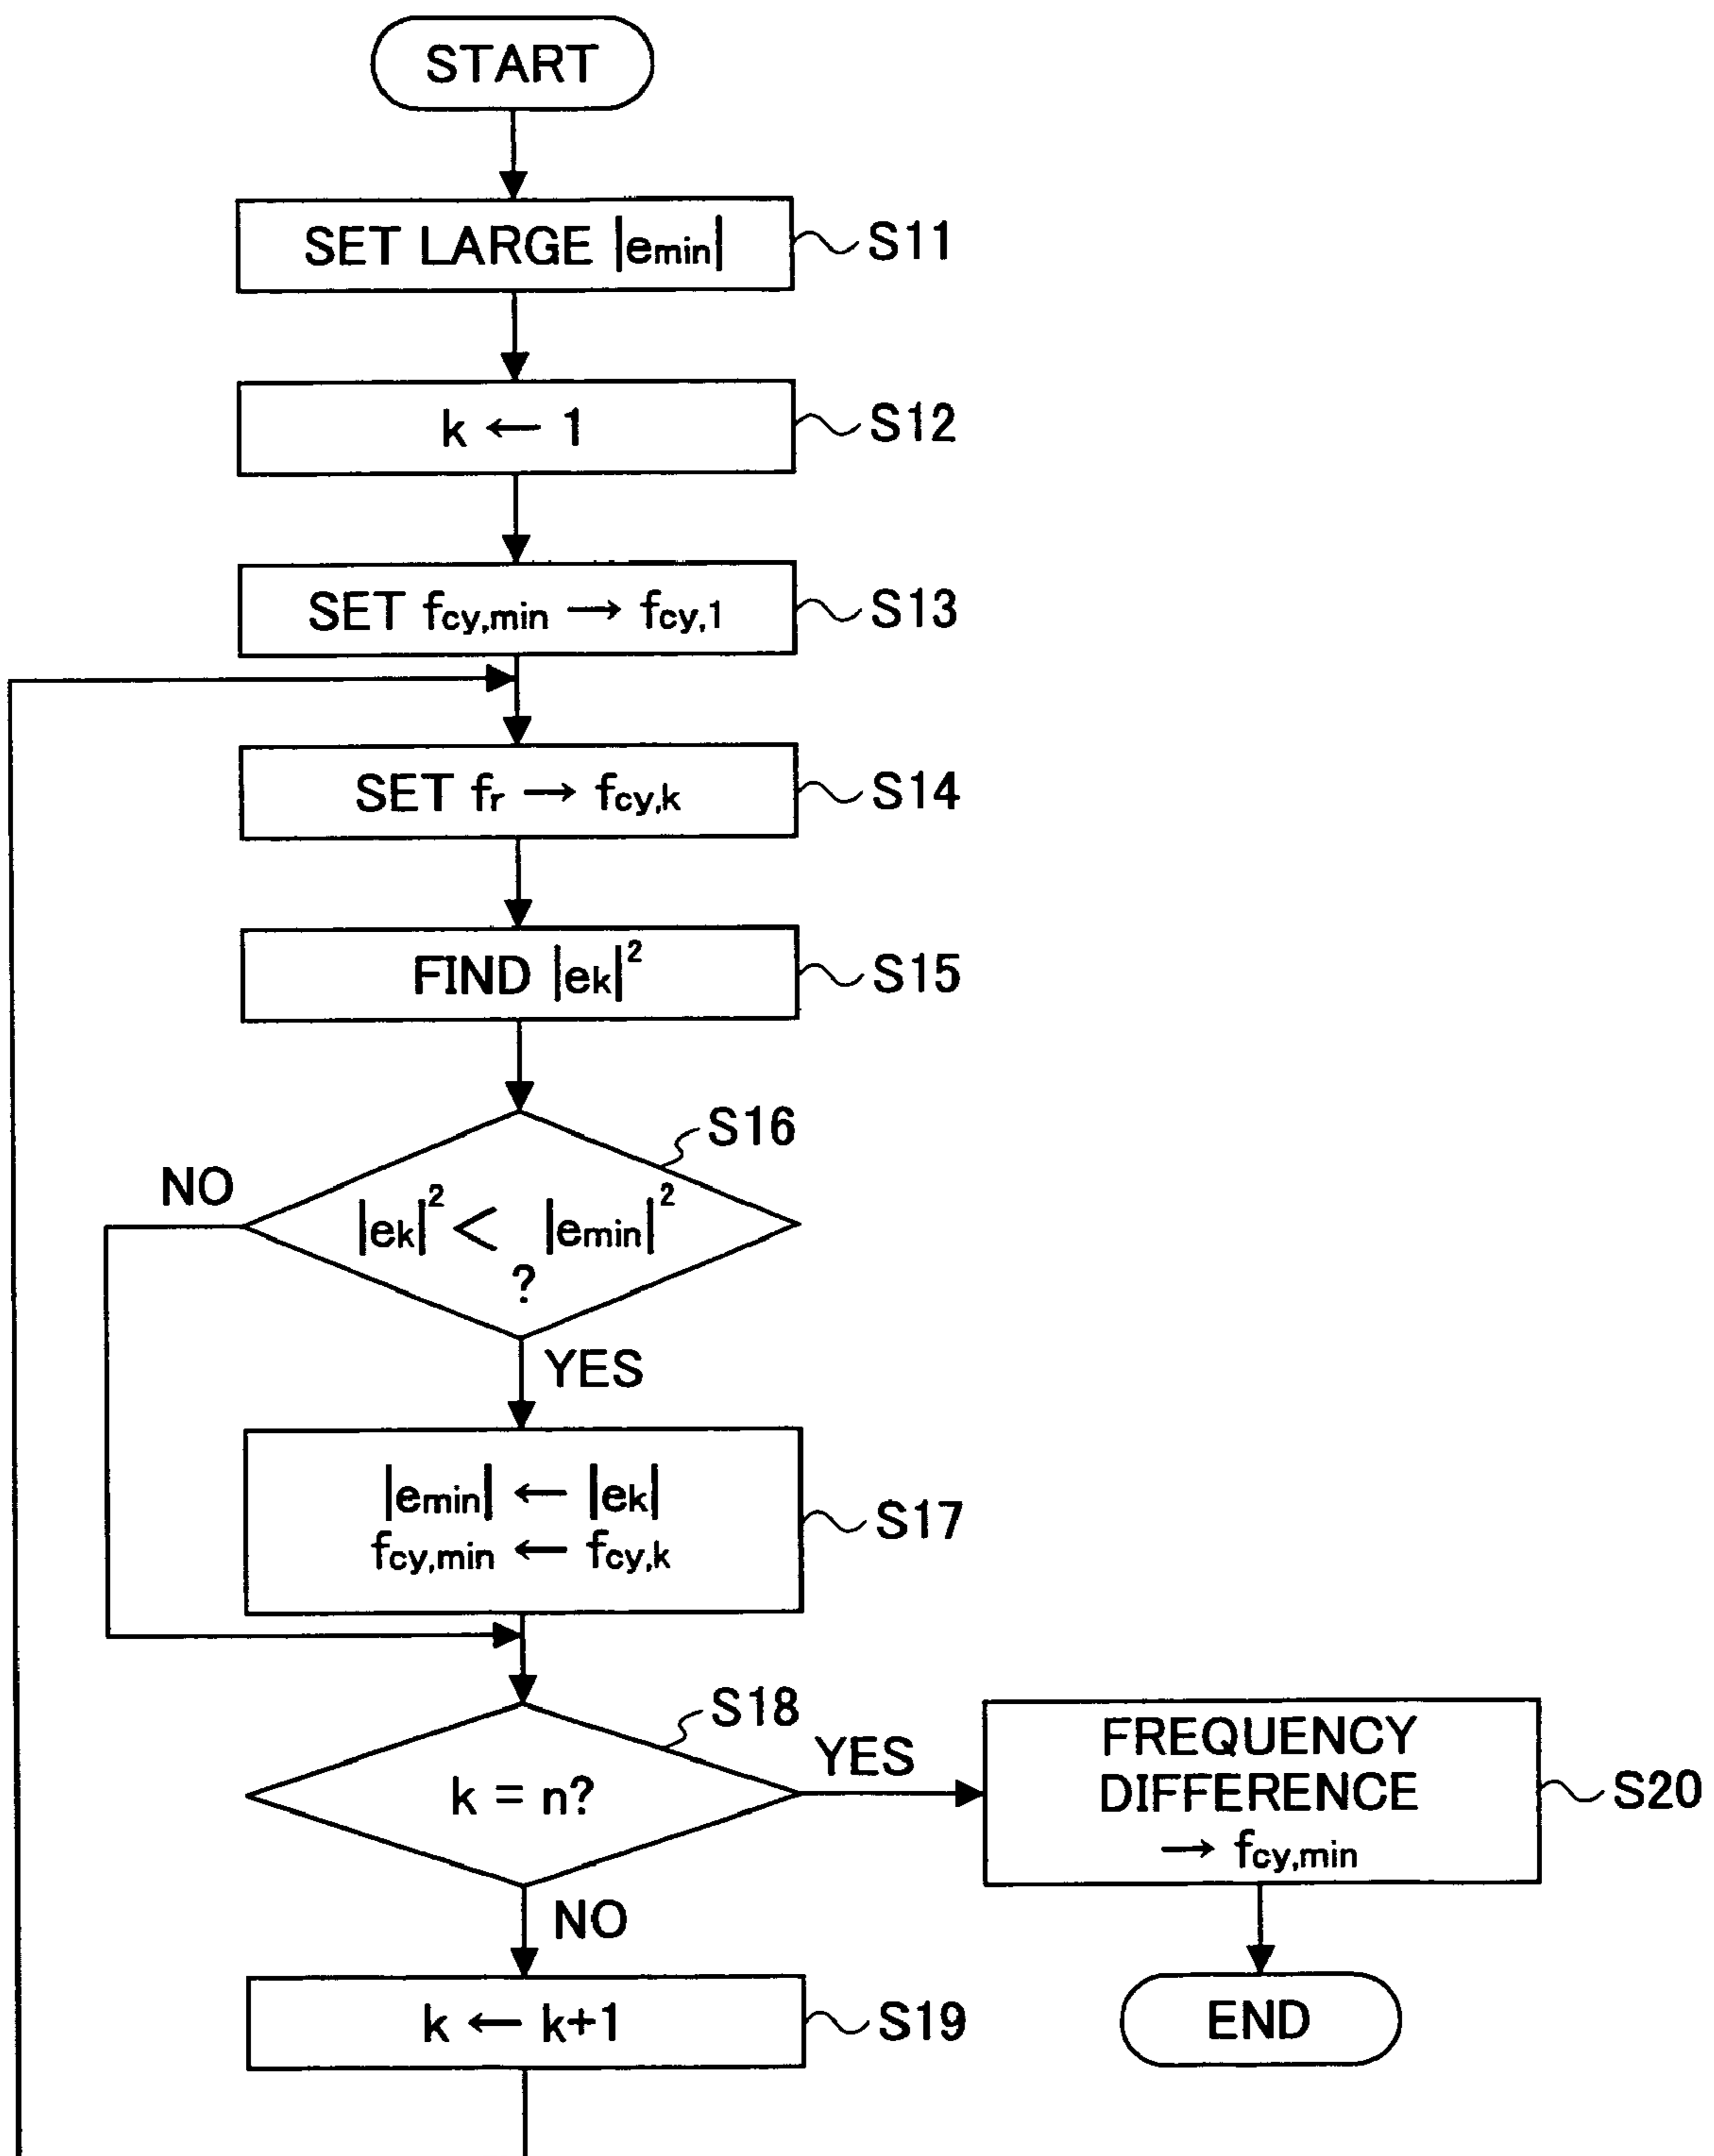 START
SET LARGE |emin|
S11
k ← 1
S12
SET fcy,min → fcy,1
S13
SET fr → fcy,k
S14
FIND |ek|²
S15
S16
NO
|ek|² < |emin|²
?
YES
|emin| ← |ek|
fcy,min ← fcy,k
S17
S18
k = n?
YES
FREQUENCY
DIFFERENCE
→ fcy,min
S20
NO
k ← k+1
S19
END